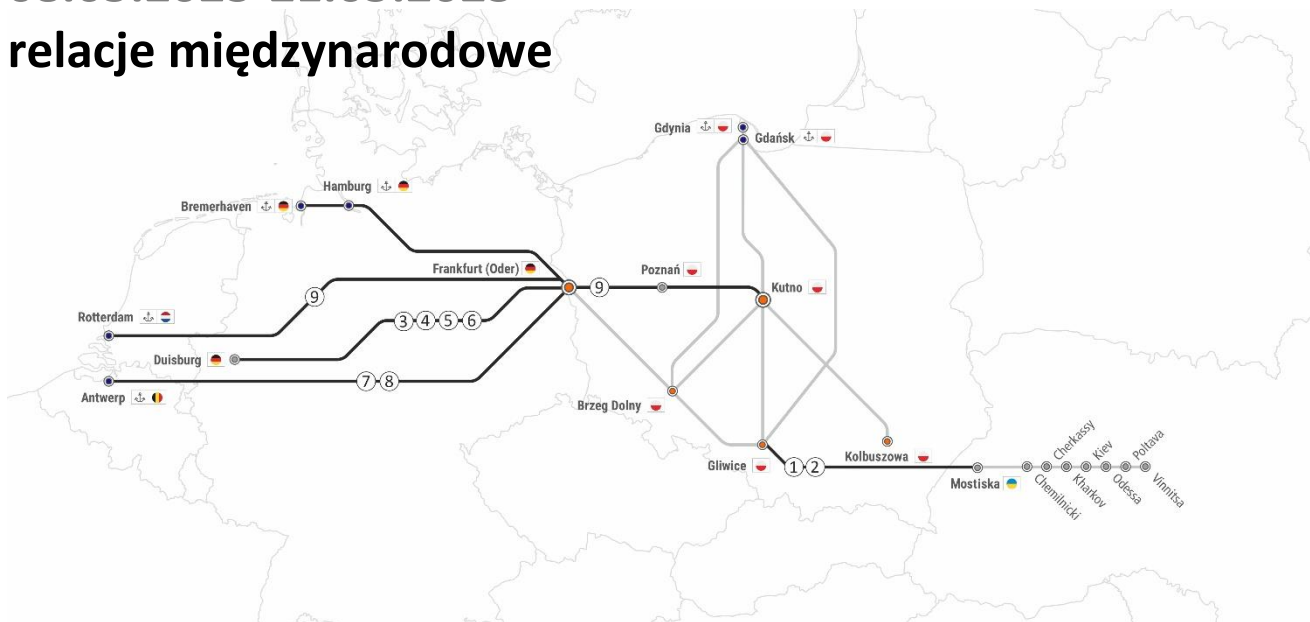 relacje międzynarodowe
Gdynia
Gdańsk
Hamburg
Bremerhaven
Frankfurt (Oder)
Poznań
Kutno
9
9
Rotterdam
3 4 5 6
Duisburg
7 8
Antwerp
Brzeg Dolny
Gliwice
1 2
Kolbuszowa
Mostiska
Chemilnicki
Cherkassy
Kharkov
Kiev
Odessa
Poltava
Vinnitsa